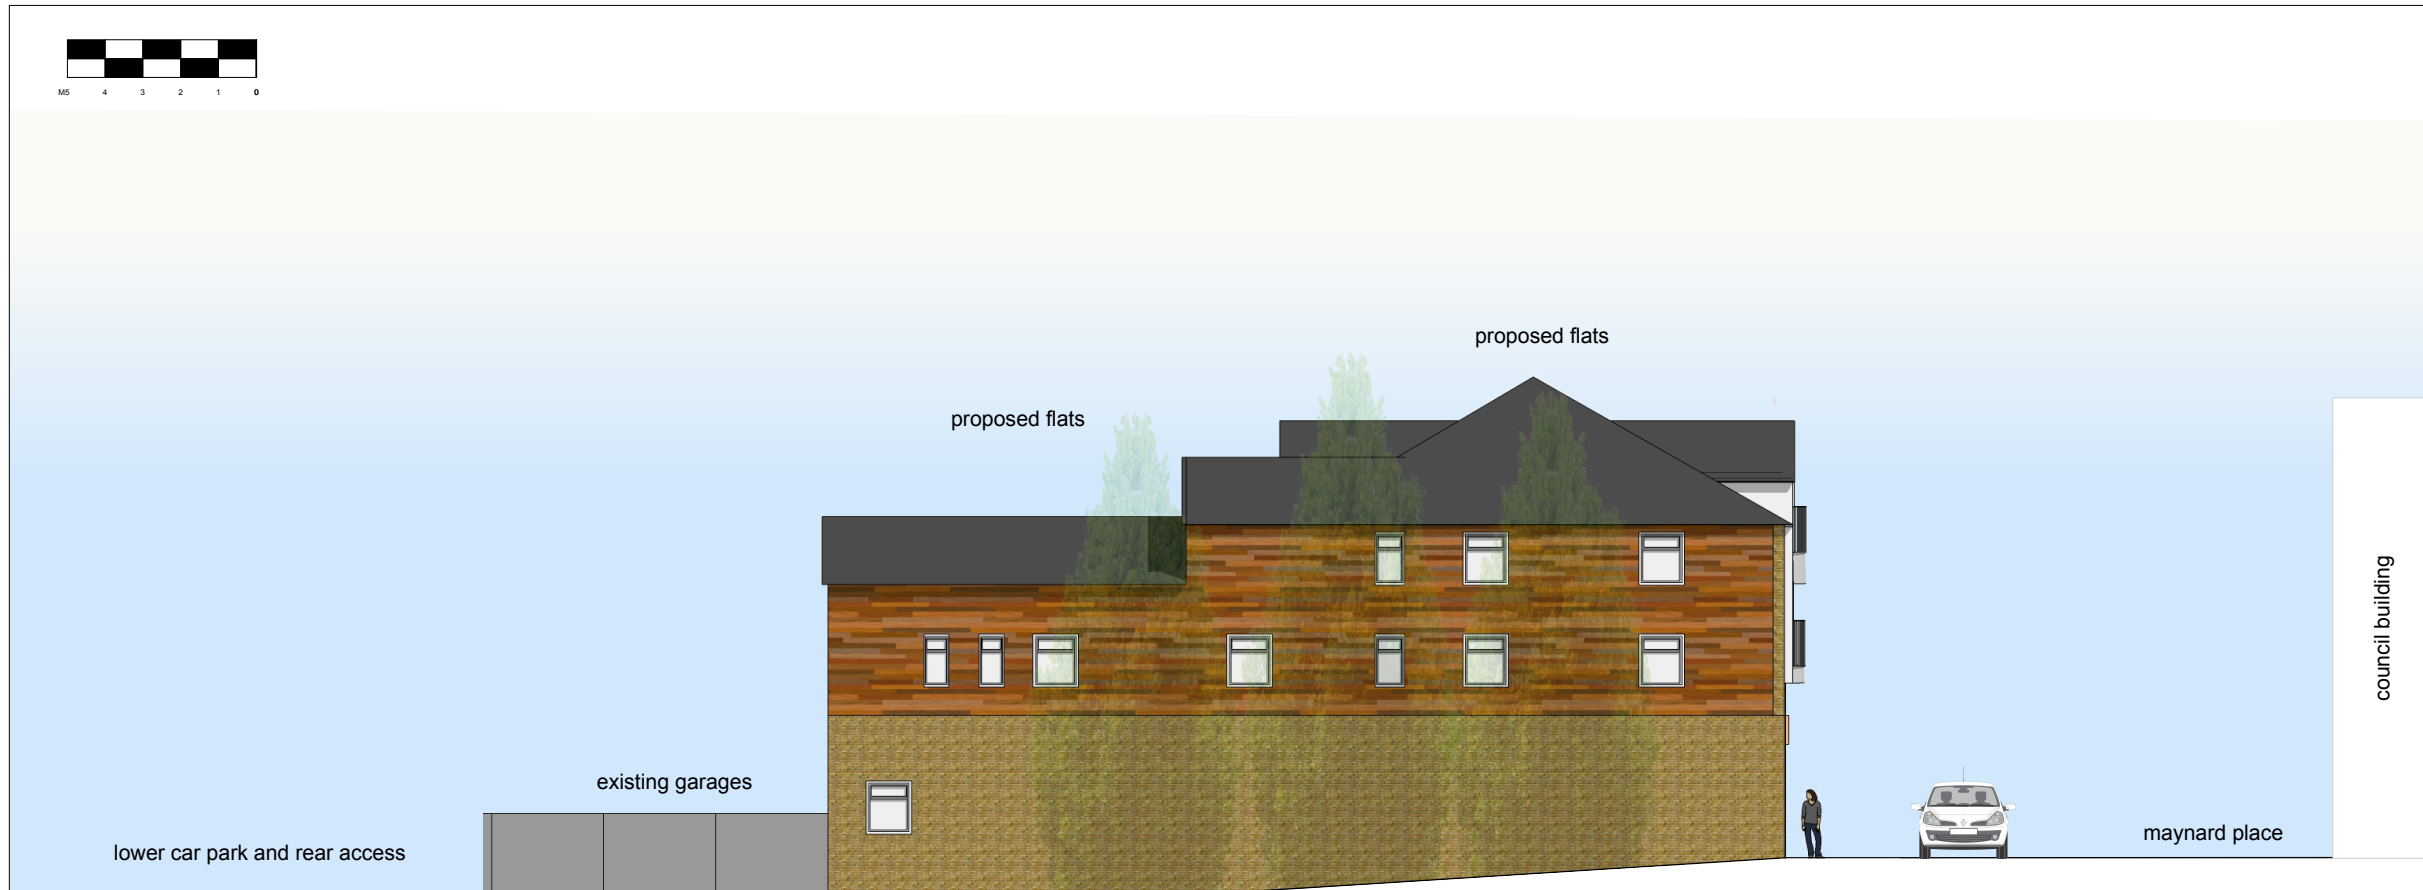 M5 4 3 2 1 0
proposed flats
proposed flats
existing garages
lower car park and rear access
maynard place
council building